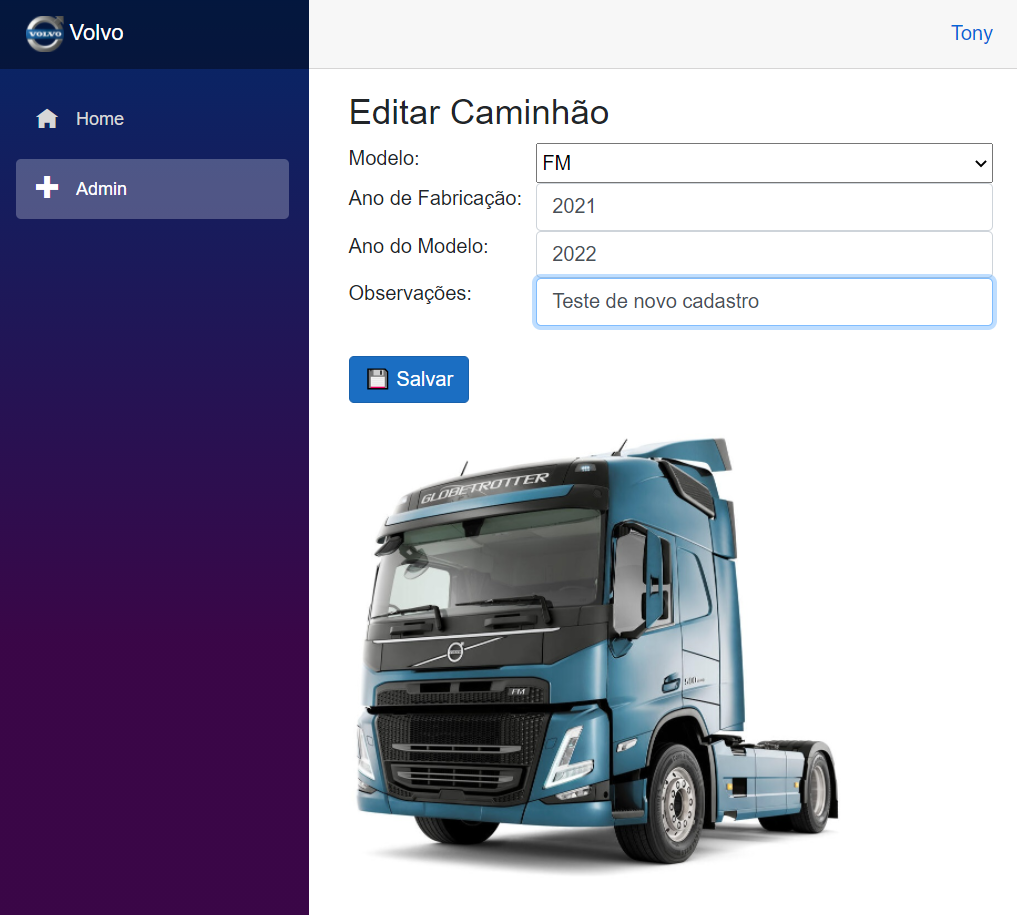 VOLVO Volvo
Tony
Home
Admin
Editar Caminhão
Modelo: FM
Ano de Fabricação: 2021
Ano do Modelo: 2022
Observações: Teste de novo cadastro
Salvar
GLOBETROTTER
FM
500